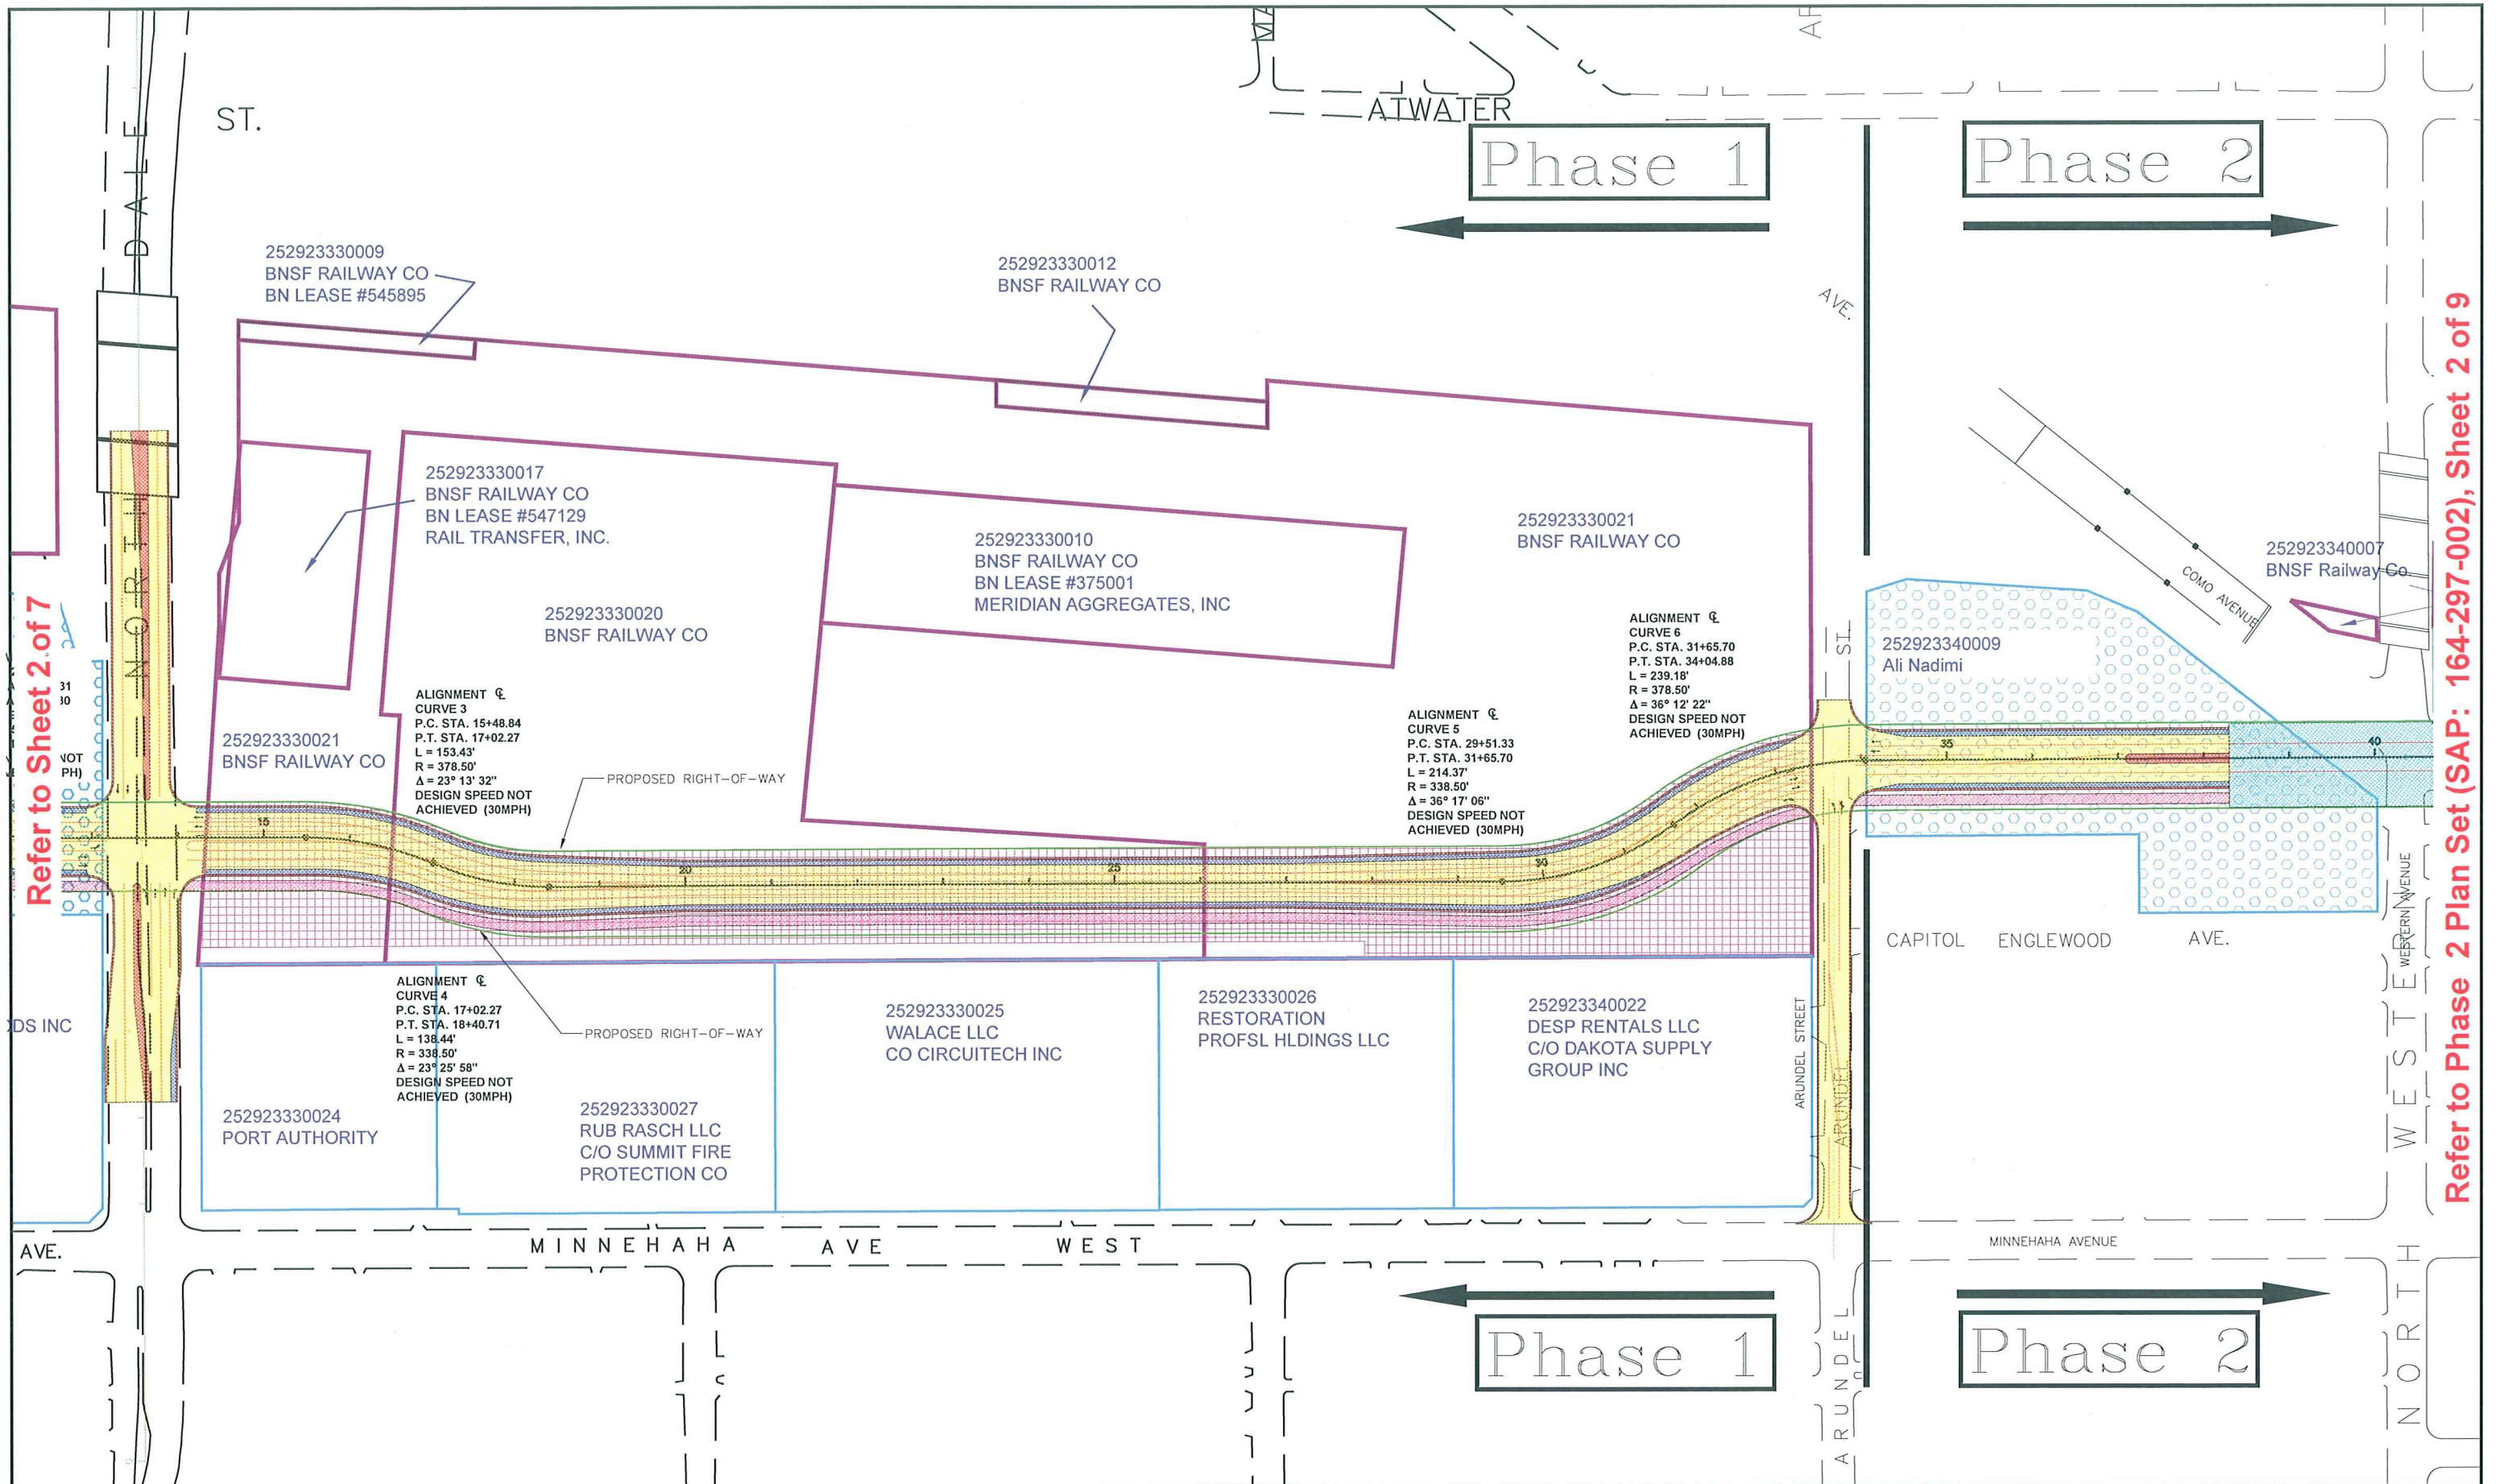 ST.
NORTH DALE
ATWATER
Phase 1
Phase 2
AVE.
252923330009
BNSF RAILWAY CO
BN LEASE #545895
252923330012
BNSF RAILWAY CO
252923330017
BNSF RAILWAY CO
BN LEASE #547129
RAIL TRANSFER, INC.
252923330020
BNSF RAILWAY CO
252923330010
BNSF RAILWAY CO
BN LEASE #375001
MERIDIAN AGGREGATES, INC
252923330021
BNSF RAILWAY CO
252923340007
BNSF Railway Co.
COMO AVENUE
252923340009
Ali Nadimi
ST.
252923330021
BNSF RAILWAY CO
ALIGNMENT ℄
CURVE 3
P.C. STA. 15+48.84
P.T. STA. 17+02.27
L = 153.43'
R = 378.50'
Δ = 23° 13' 32"
DESIGN SPEED NOT
ACHIEVED (30MPH)
PROPOSED RIGHT-OF-WAY
ALIGNMENT ℄
CURVE 5
P.C. STA. 29+51.33
P.T. STA. 31+65.70
L = 214.37'
R = 338.50'
Δ = 36° 17' 06"
DESIGN SPEED NOT
ACHIEVED (30MPH)
ALIGNMENT ℄
CURVE 6
P.C. STA. 31+65.70
P.T. STA. 34+04.88
L = 239.18'
R = 378.50'
Δ = 36° 12' 22"
DESIGN SPEED NOT
ACHIEVED (30MPH)
31
30
NOT
PH)
15
20
25
30
35
40
ALIGNMENT ℄
CURVE 4
P.C. STA. 17+02.27
P.T. STA. 18+40.71
L = 138.44'
R = 338.50'
Δ = 23° 25' 58"
DESIGN SPEED NOT
ACHIEVED (30MPH)
PROPOSED RIGHT-OF-WAY
DS INC
252923330024
PORT AUTHORITY
252923330027
RUB RASCH LLC
C/O SUMMIT FIRE
PROTECTION CO
252923330025
WALACE LLC
CO CIRCUITECH INC
252923330026
RESTORATION
PROFSL HLDINGS LLC
252923340022
DESP RENTALS LLC
C/O DAKOTA SUPPLY
GROUP INC
ARUNDEL STREET
ARUNDEL
CAPITOL ENGLEWOOD AVE.
WESTERN AVENUE
NORTH WESTERN
AVE.
MINNEHAHA AVE WEST
MINNEHAHA AVENUE
Phase 1
Phase 2
ARUNDEL
Refer to Sheet 2 of 7
Refer to Phase 2 Plan Set (SAP: 164-297-002), Sheet 2 of 9